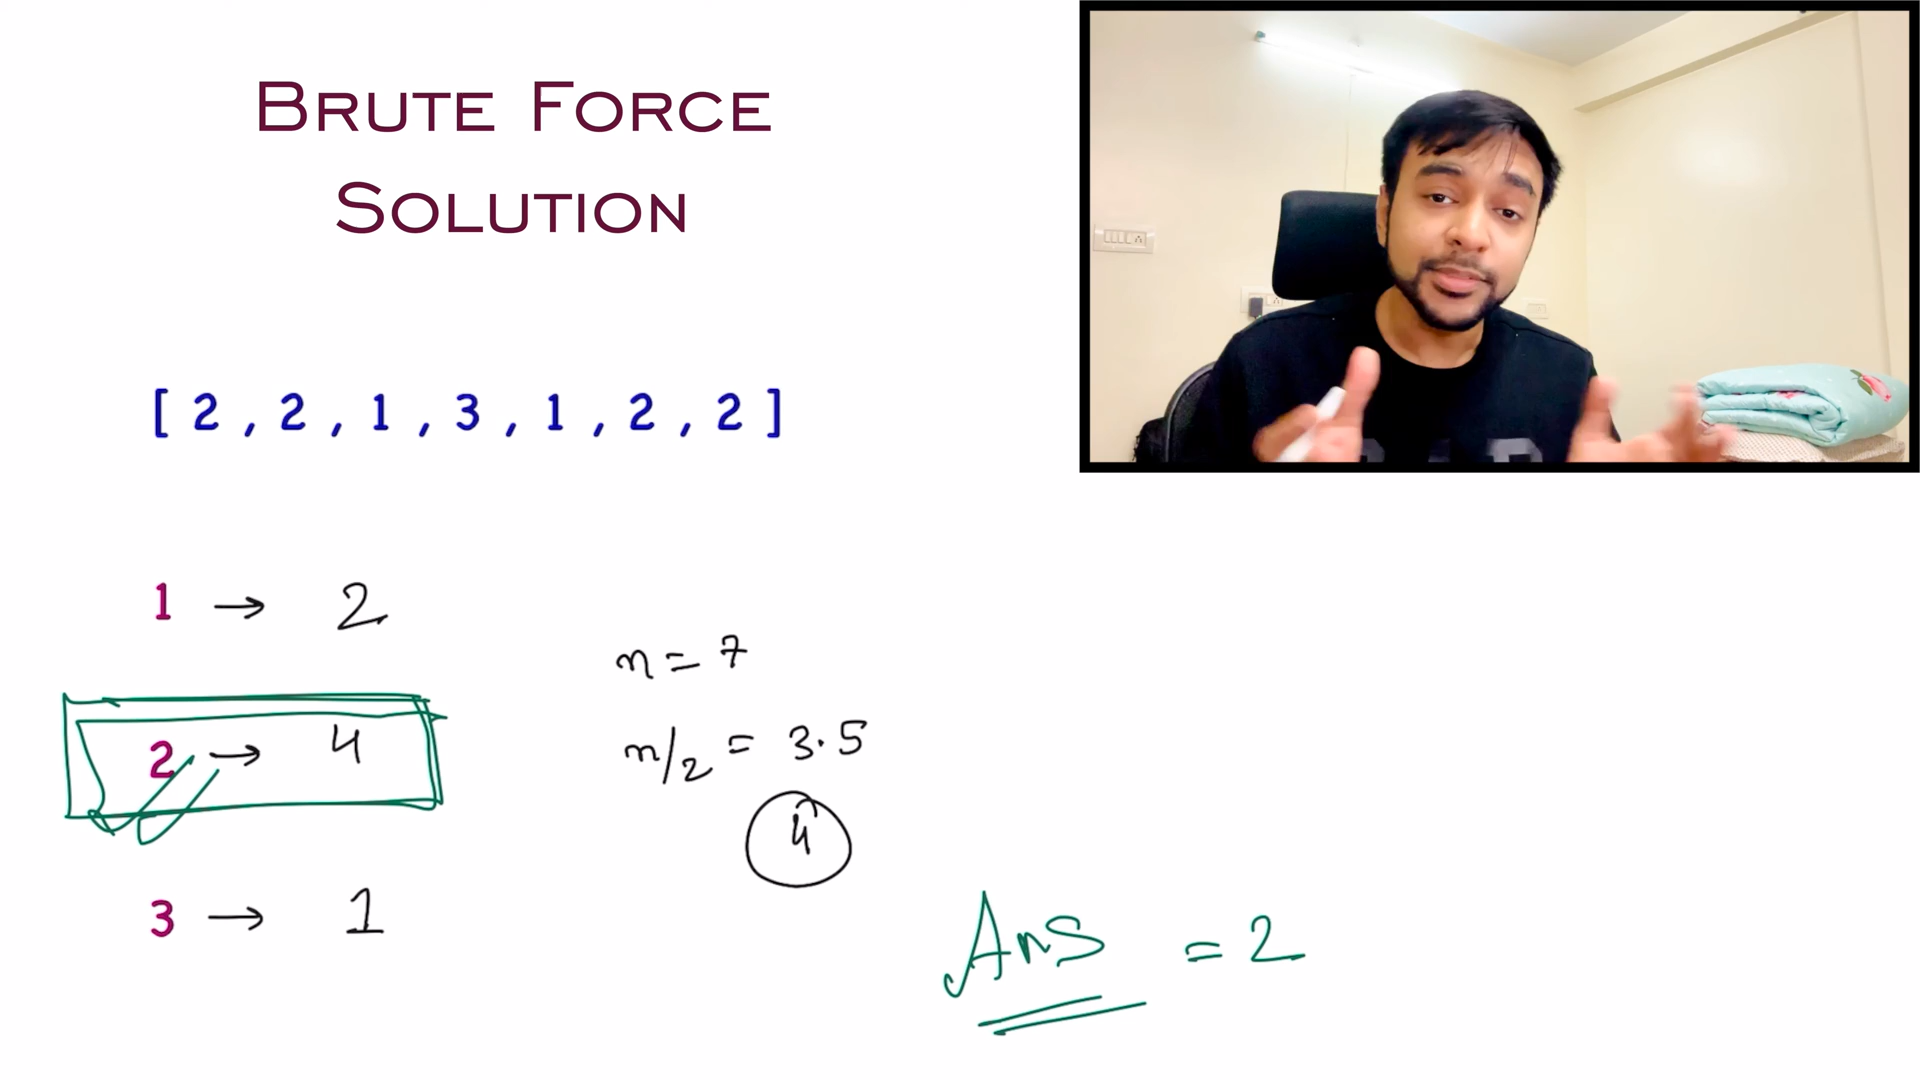 BRUTE FORCE
SOLUTION
[ 2 , 2 , 1 , 3 , 1 , 2 , 2 ]
1 → 2
2 → 4
3 → 1
n = 7
n/2 = 3.5
4
Ans = 2